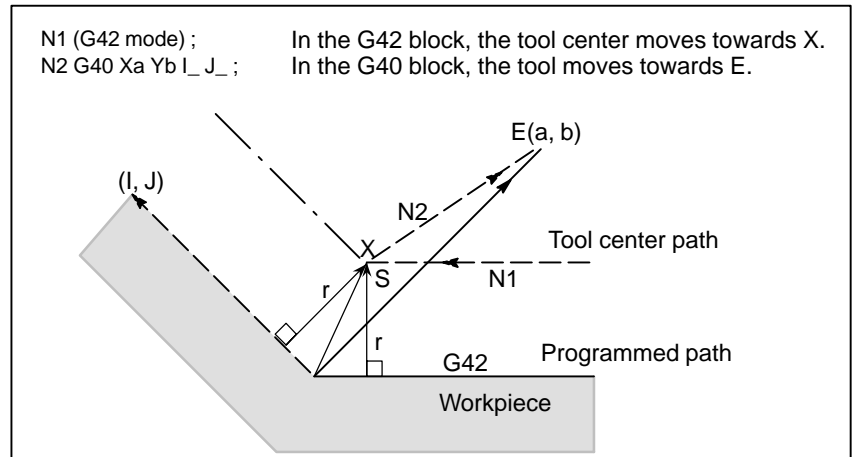 N1 (G42 mode) ; In the G42 block, the tool center moves towards X.
N2 G40 Xa Yb I_ J_ ; In the G40 block, the tool moves towards E.
E(a, b)
(I, J)
N2
X
Tool center path
S
N1
r
r
G42
Programmed path
Workpiece